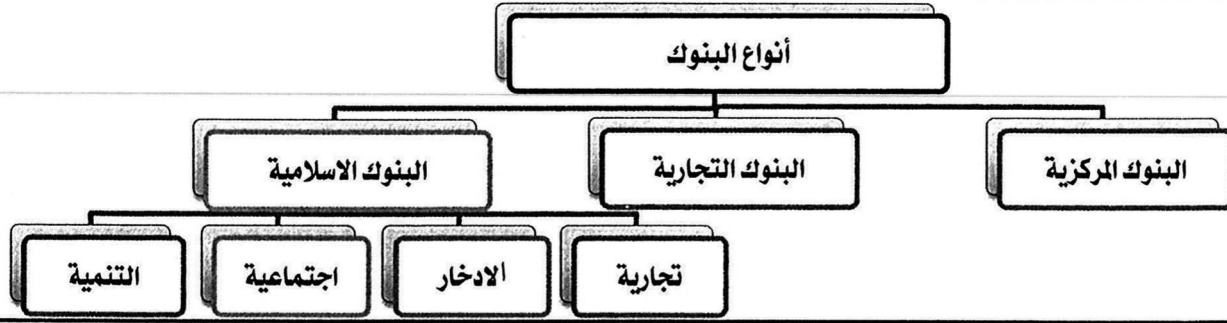 أنواع البنوك
البنوك المركزية
البنوك التجارية
البنوك الاسلامية
تجارية
الادخار
اجتماعية
التنمية